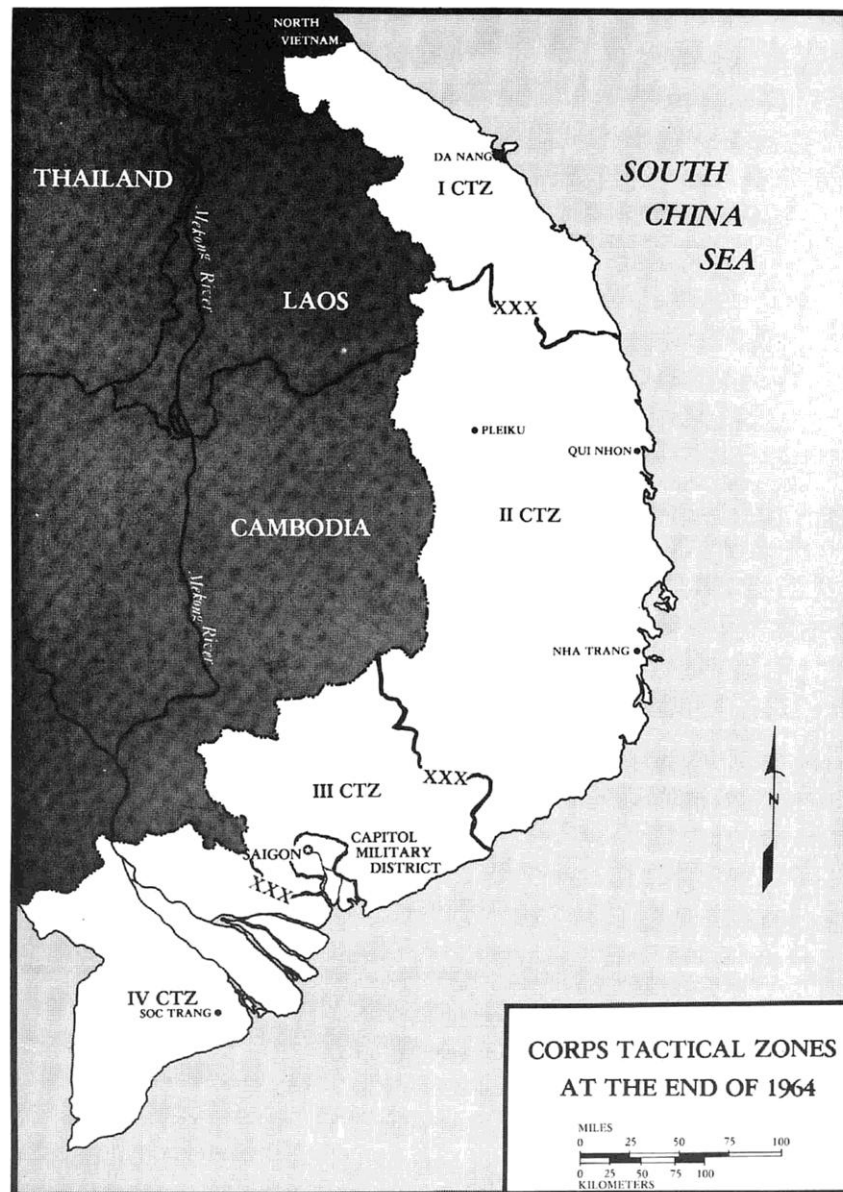 NORTH
VIETNAM
DA NANG
I CTZ
THAILAND
SOUTH
CHINA
SEA
Mekong River
LAOS
XXX
PLEIKU
QUI NHON
II CTZ
CAMBODIA
Mekong River
NHA TRANG
XXX
N
III CTZ
CAPITOL
MILITARY
DISTRICT
SAIGON
XXX
IV CTZ
SOC TRANG
CORPS TACTICAL ZONES
AT THE END OF 1964
MILES
0 25 50 75 100
0 25 50 75 100
KILOMETERS